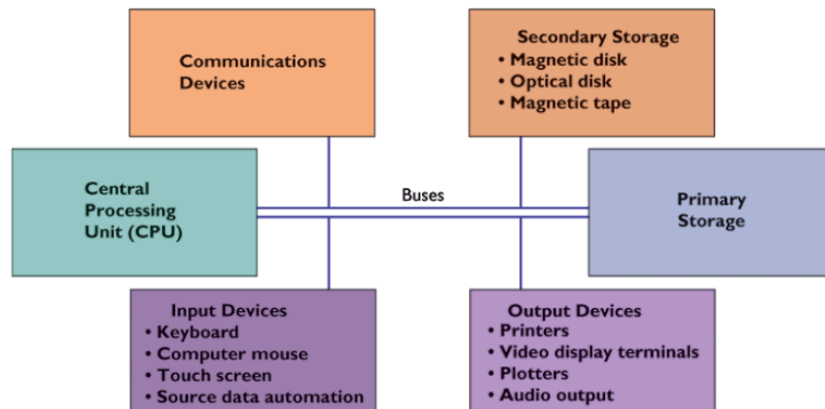 Communications
Devices
Secondary Storage
• Magnetic disk
• Optical disk
• Magnetic tape
Central
Processing
Unit (CPU)
Buses
Primary
Storage
Input Devices
• Keyboard
• Computer mouse
• Touch screen
• Source data automation
Output Devices
• Printers
• Video display terminals
• Plotters
• Audio output